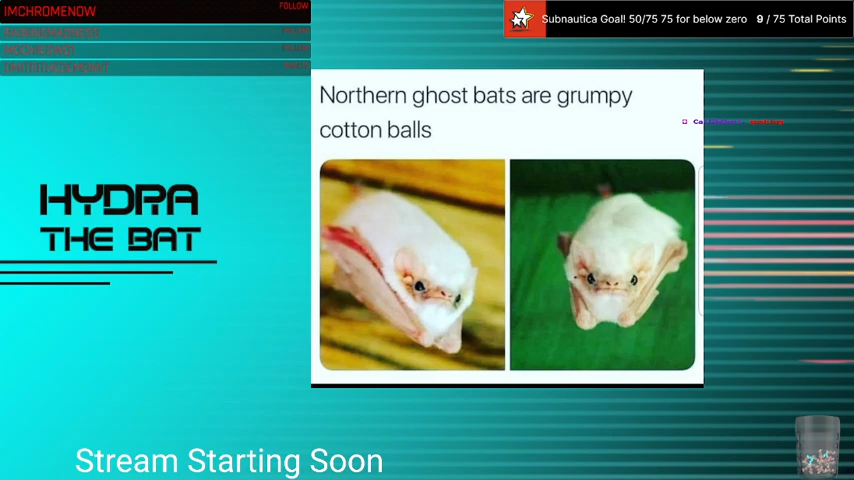 IMCHROMENOW
FOLLOW
Subnautica Goal! 50/75 75 for below zero 9 / 75 Total Points
Northern ghost bats are grumpy
cotton balls
HYDRA
THE BAT
Stream Starting Soon